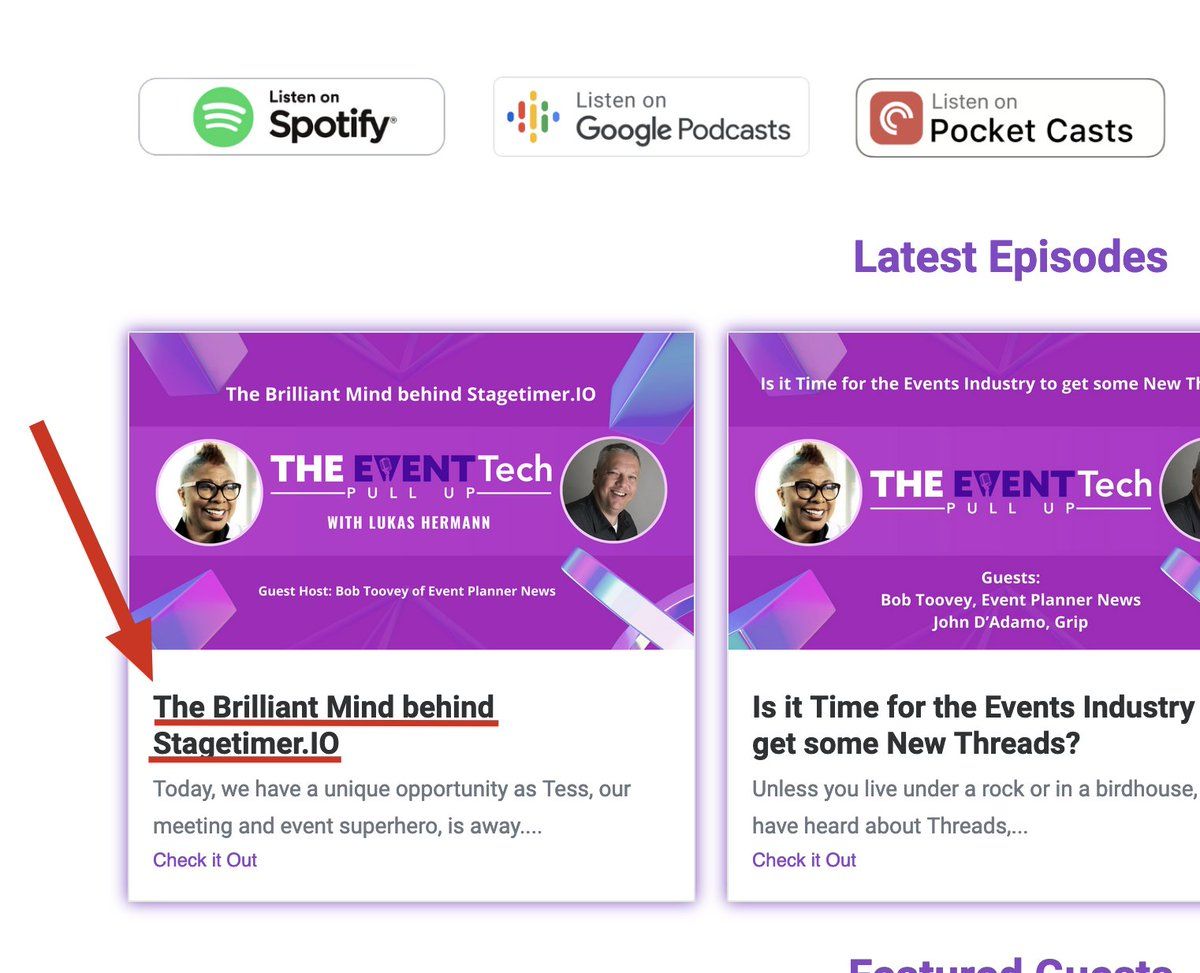 Listen on
Spotify®
Listen on
Google Podcasts
Listen on
Pocket Casts
Latest Episodes
The Brilliant Mind behind Stagetimer.IO
THE EVENT Tech
PULL UP
WITH LUKAS HERMANN
Guest Host: Bob Toovey of Event Planner News
The Brilliant Mind behind
Stagetimer.IO
Today, we have a unique opportunity as Tess, our
meeting and event superhero, is away....
Check it Out
Is it Time for the Events Industry to get some New Th
THE EVENT Tech
PULL UP
Guests:
Bob Toovey, Event Planner News
John D'Adamo, Grip
Is it Time for the Events Industry
get some New Threads?
Unless you live under a rock or in a birdhouse,
have heard about Threads,...
Check it Out
Featured Guests